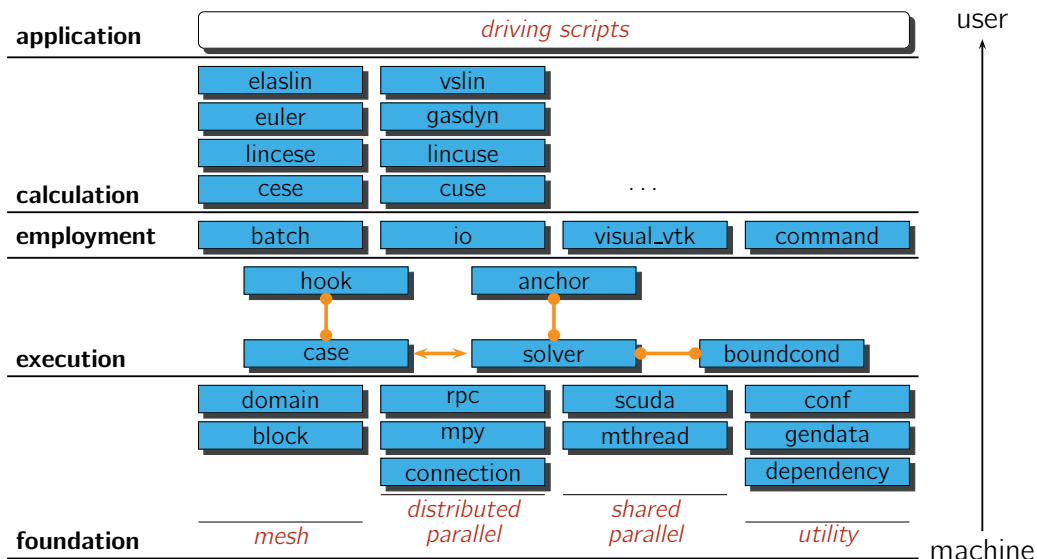 user
application
driving scripts
elaslin
vslin
euler
gasdyn
lincese
lincuse
calculation
cese
cuse
...
employment
batch
io
visual_vtk
command
hook
anchor
execution
case
solver
boundcond
domain
rpc
scuda
conf
block
mpy
mthread
gendata
connection
dependency
foundation
mesh
distributed
parallel
shared
parallel
utility
machine